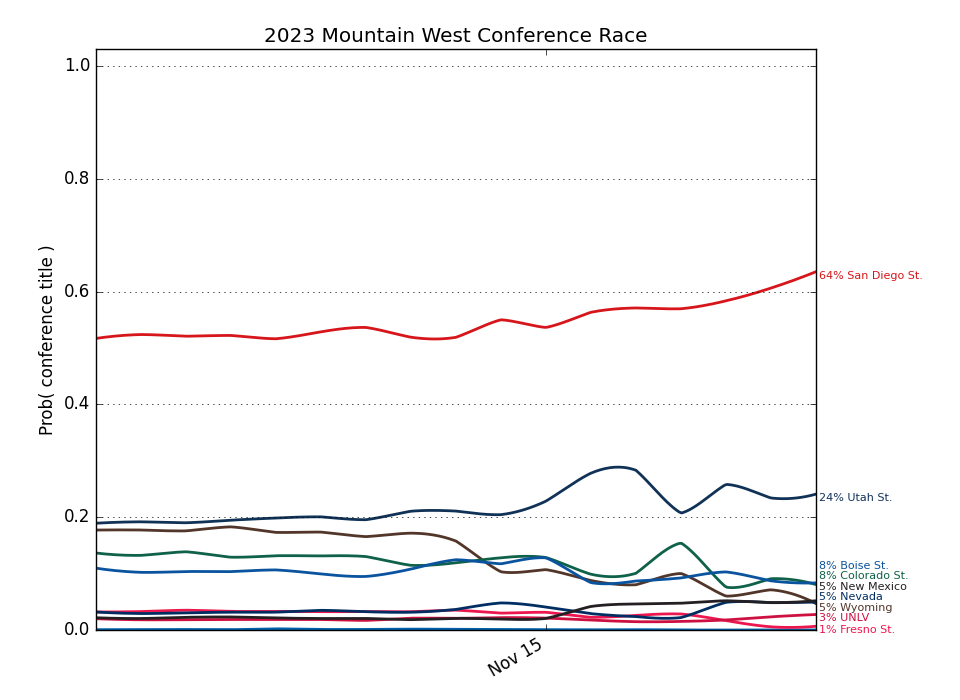 2023 Mountain West Conference Race
1.0
0.8
0.6
0.4
0.2
0.0
Prob( conference title )
Nov 15
64% San Diego St.
24% Utah St.
8% Boise St.
8% Colorado St.
5% New Mexico
5% Nevada
5% Wyoming
3% UNLV
1% Fresno St.